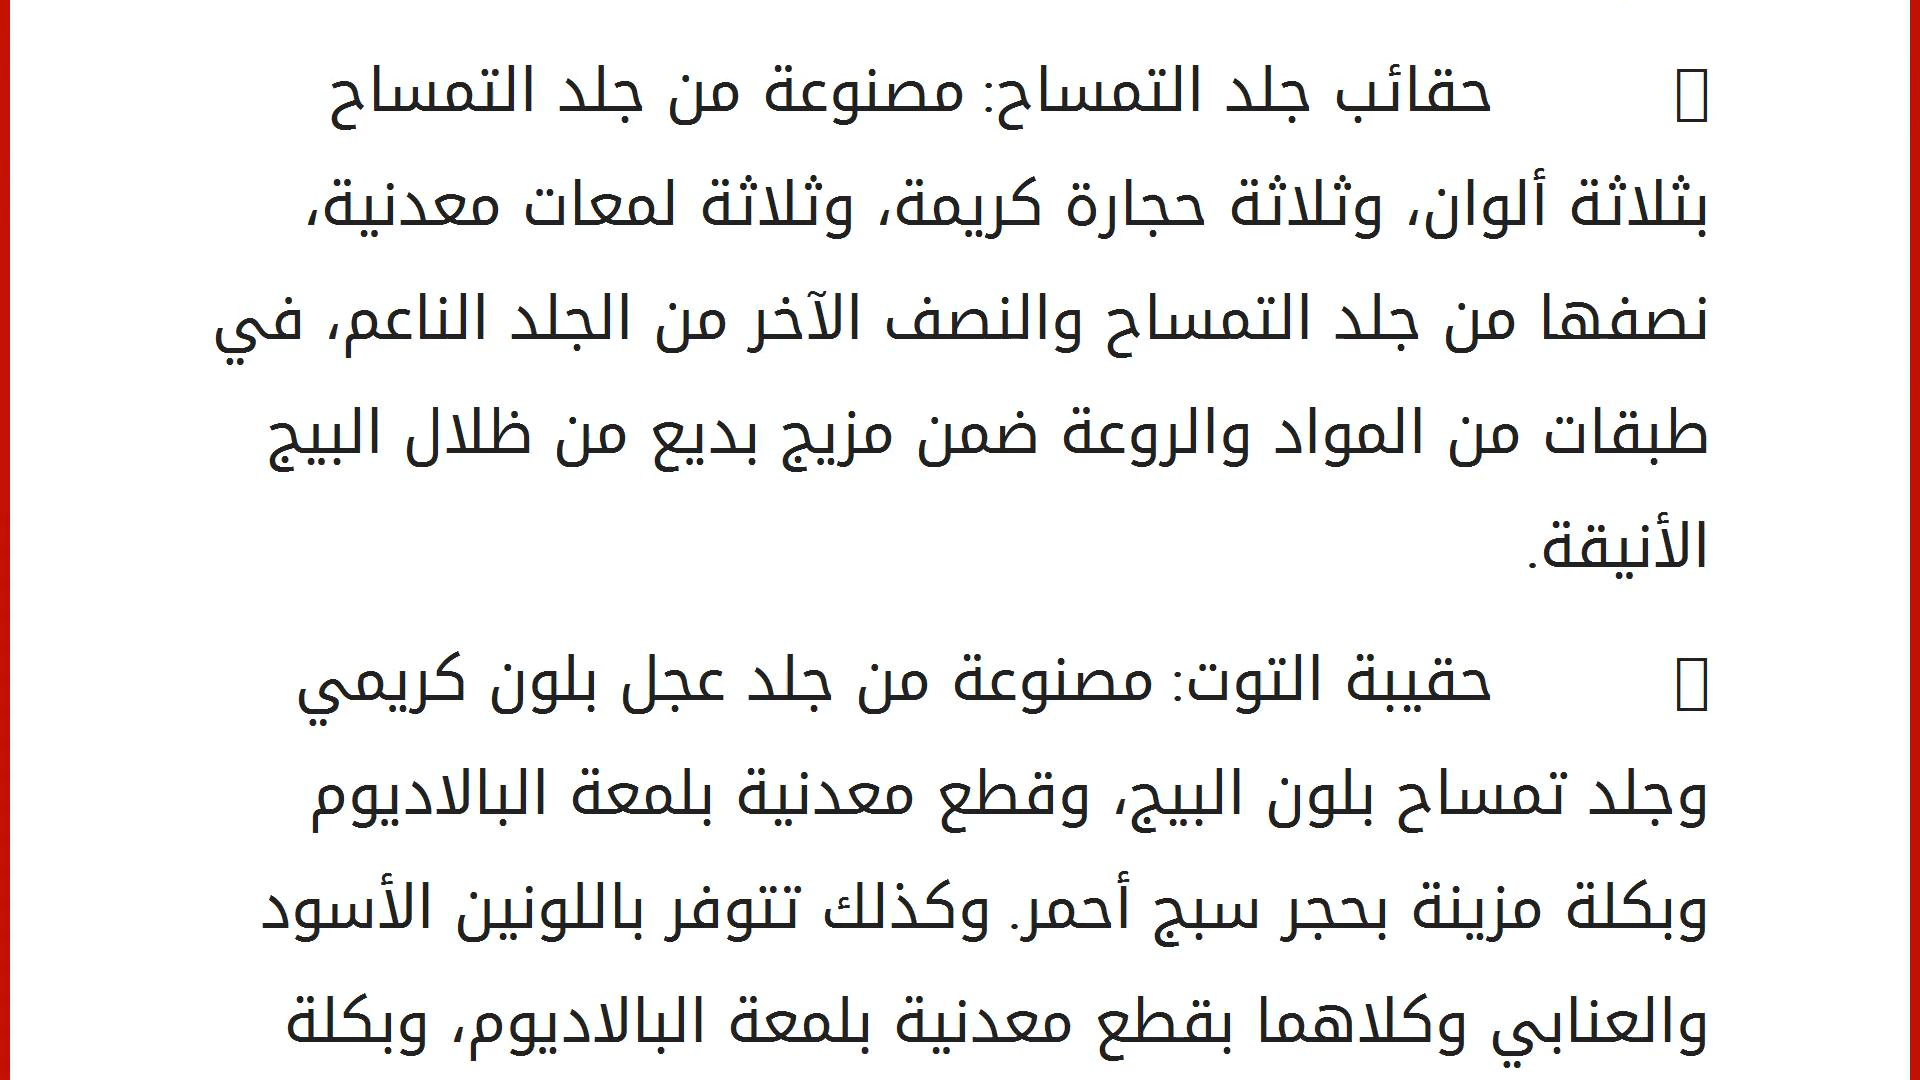 حقائب جلد التمساح: مصنوعة من جلد التمساح
بثلاثة ألوان، وثلاثة حجارة كريمة، وثلاثة لمعات معدنية،
نصفها من جلد التمساح والنصف الآخر من الجلد الناعم، في
طبقات من المواد والروعة ضمن مزيج بديع من ظلال البيج
الأنيقة.
حقيبة التوت: مصنوعة من جلد عجل بلون كريمي
وجلد تمساح بلون البيج، وقطع معدنية بلمعة البالاديوم
وبكلة مزينة بحجر سبج أحمر. وكذلك تتوفر باللونين الأسود
والعنابي وكلاهما بقطع معدنية بلمعة البالاديوم، وبكلة